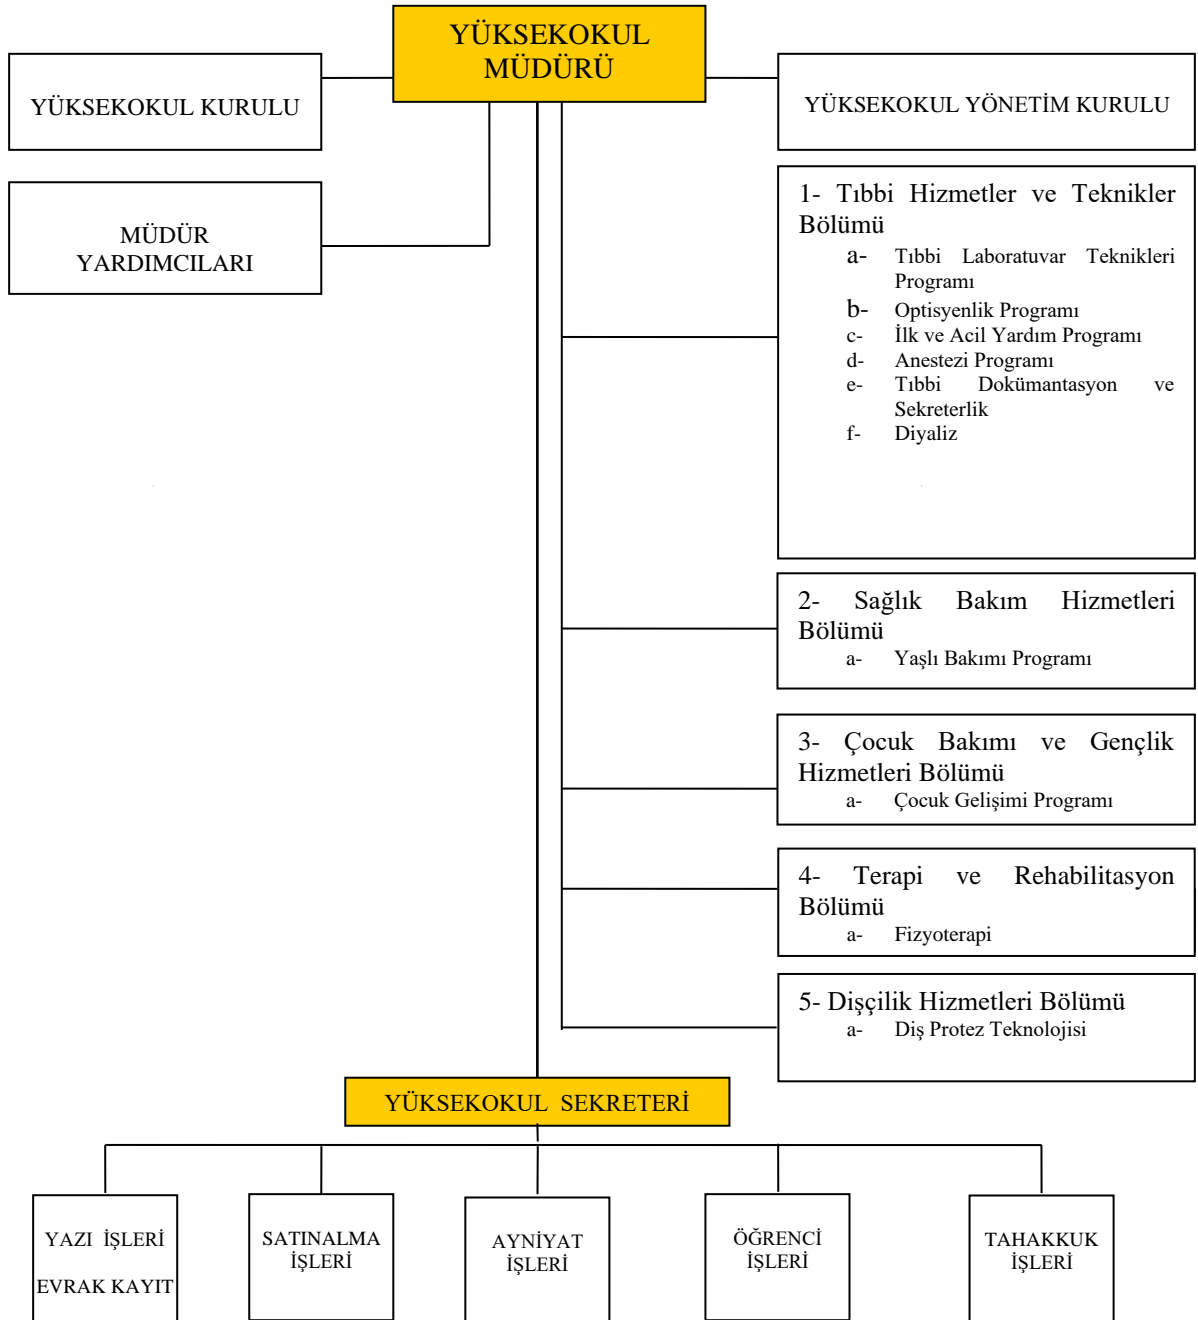 YÜKSEKOKUL
MÜDÜRÜ
YÜKSEKOKUL KURULU
YÜKSEKOKUL YÖNETİM KURULU
MÜDÜR
YARDIMCILARI
1- Tıbbi Hizmetler ve Teknikler
Bölümü
a- Tıbbi Laboratuvar Teknikleri
Programı
b- Optisyenlik Programı
c- İlk ve Acil Yardım Programı
d- Anestezi Programı
e- Tıbbi Dokümantasyon ve
Sekreterlik
f- Diyaliz
2- Sağlık Bakım Hizmetleri
Bölümü
a- Yaşlı Bakımı Programı
3- Çocuk Bakımı ve Gençlik
Hizmetleri Bölümü
a- Çocuk Gelişimi Programı
4- Terapi ve Rehabilitasyon
Bölümü
a- Fizyoterapi
5- Dişçilik Hizmetleri Bölümü
a- Diş Protez Teknolojisi
YÜKSEKOKUL SEKRETERİ
YAZI İŞLERİ
EVRAK KAYIT
SATINALMA
İŞLERİ
AYNİYAT
İŞLERİ
ÖĞRENCİ
İŞLERİ
TAHAKKUK
İŞLERİ